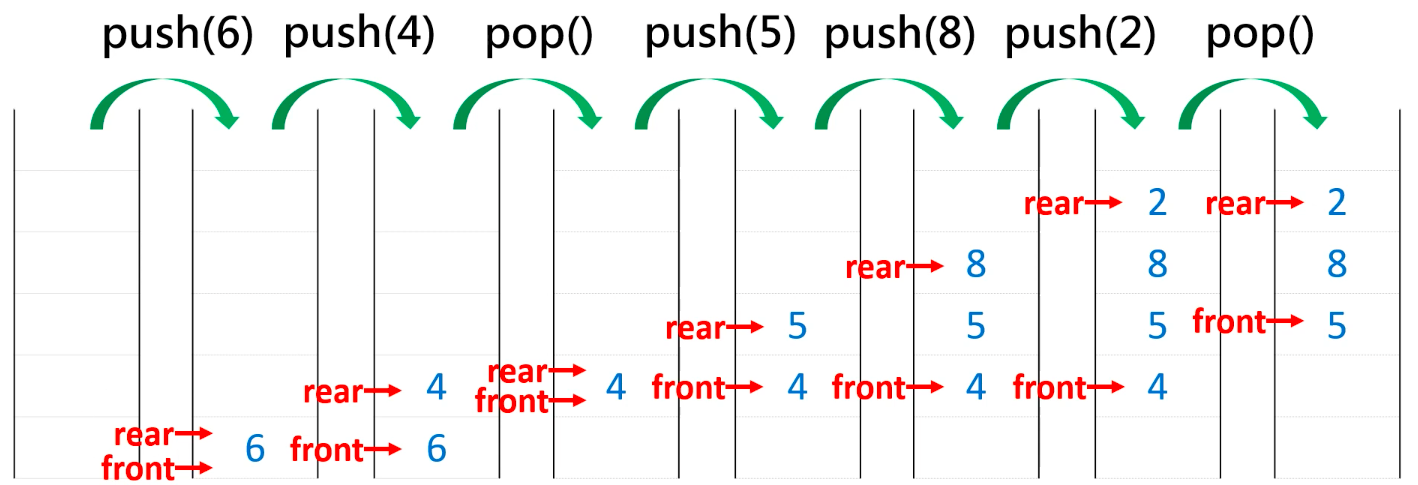 push(6) push(4) pop() push(5) push(8) push(2) pop()
rear 2 rear 2
rear 8 8 8
rear 5 5 5 front 5
rear
rear 4 front 4 front 4 front 4 front 4
rear
front 6 front 6